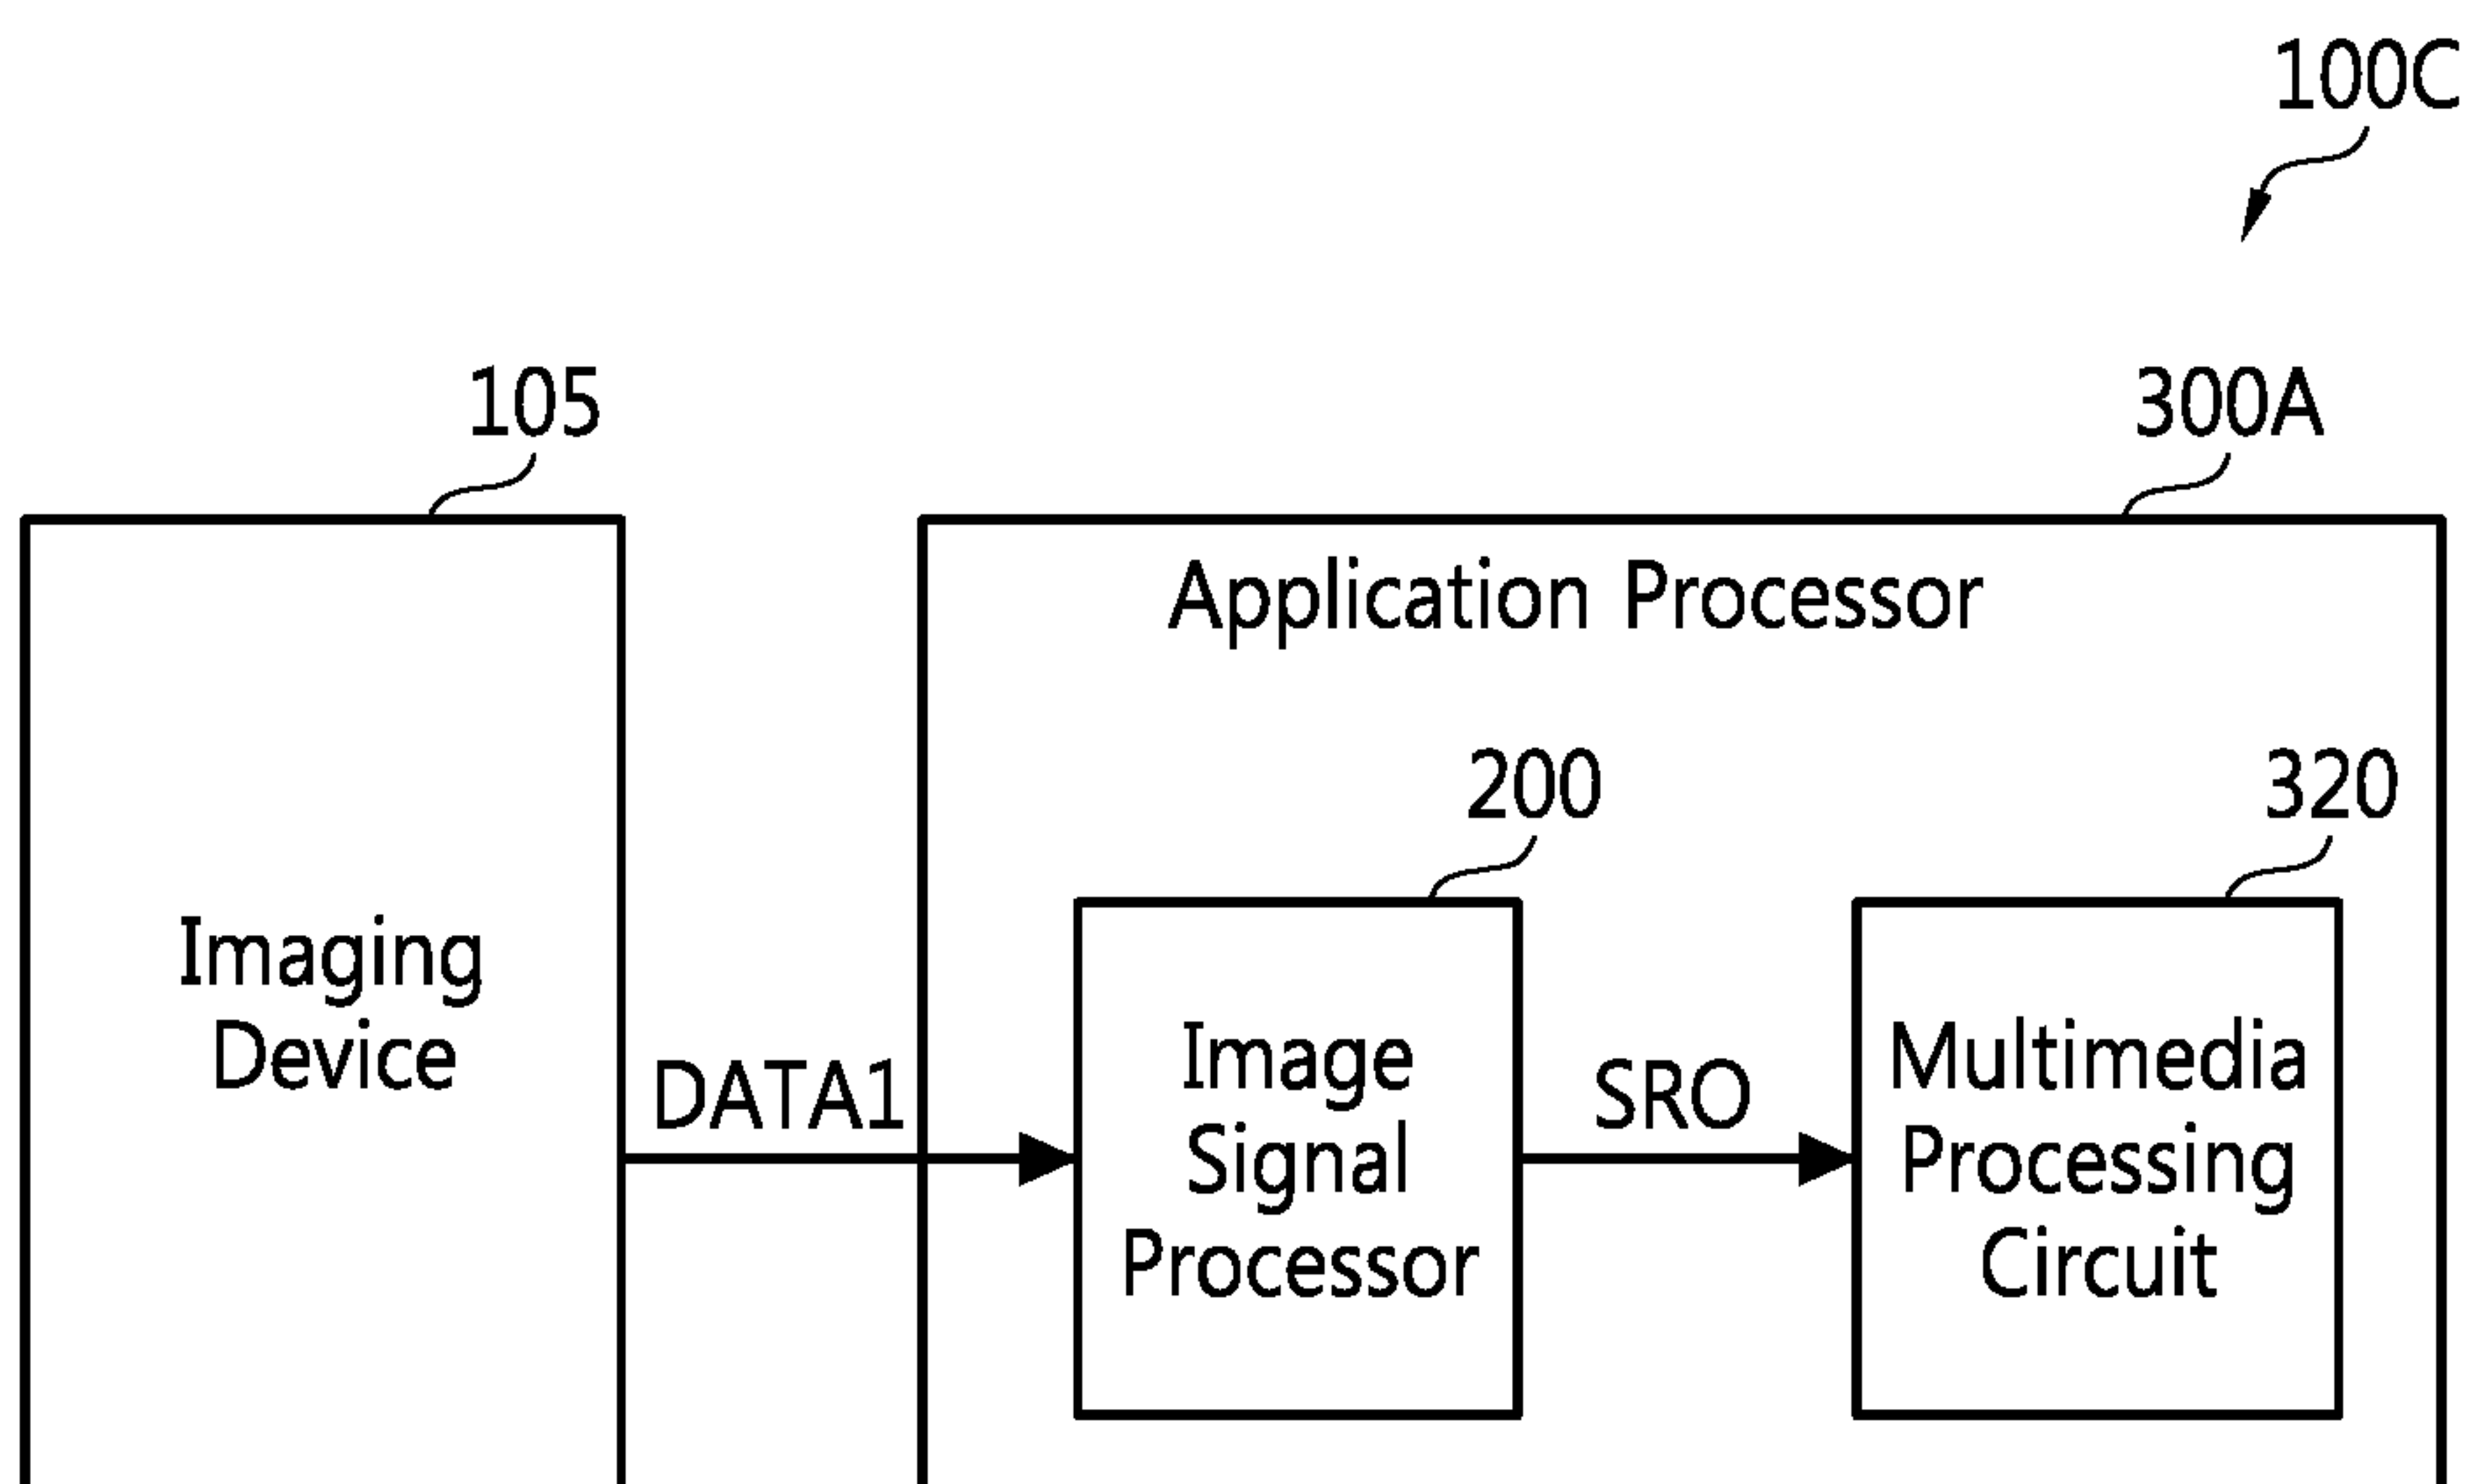 100C
105
300A
Application Processor
200
320
Imaging
Device
DATA1
Image
Signal
Processor
SRO
Multimedia
Processing
Circuit